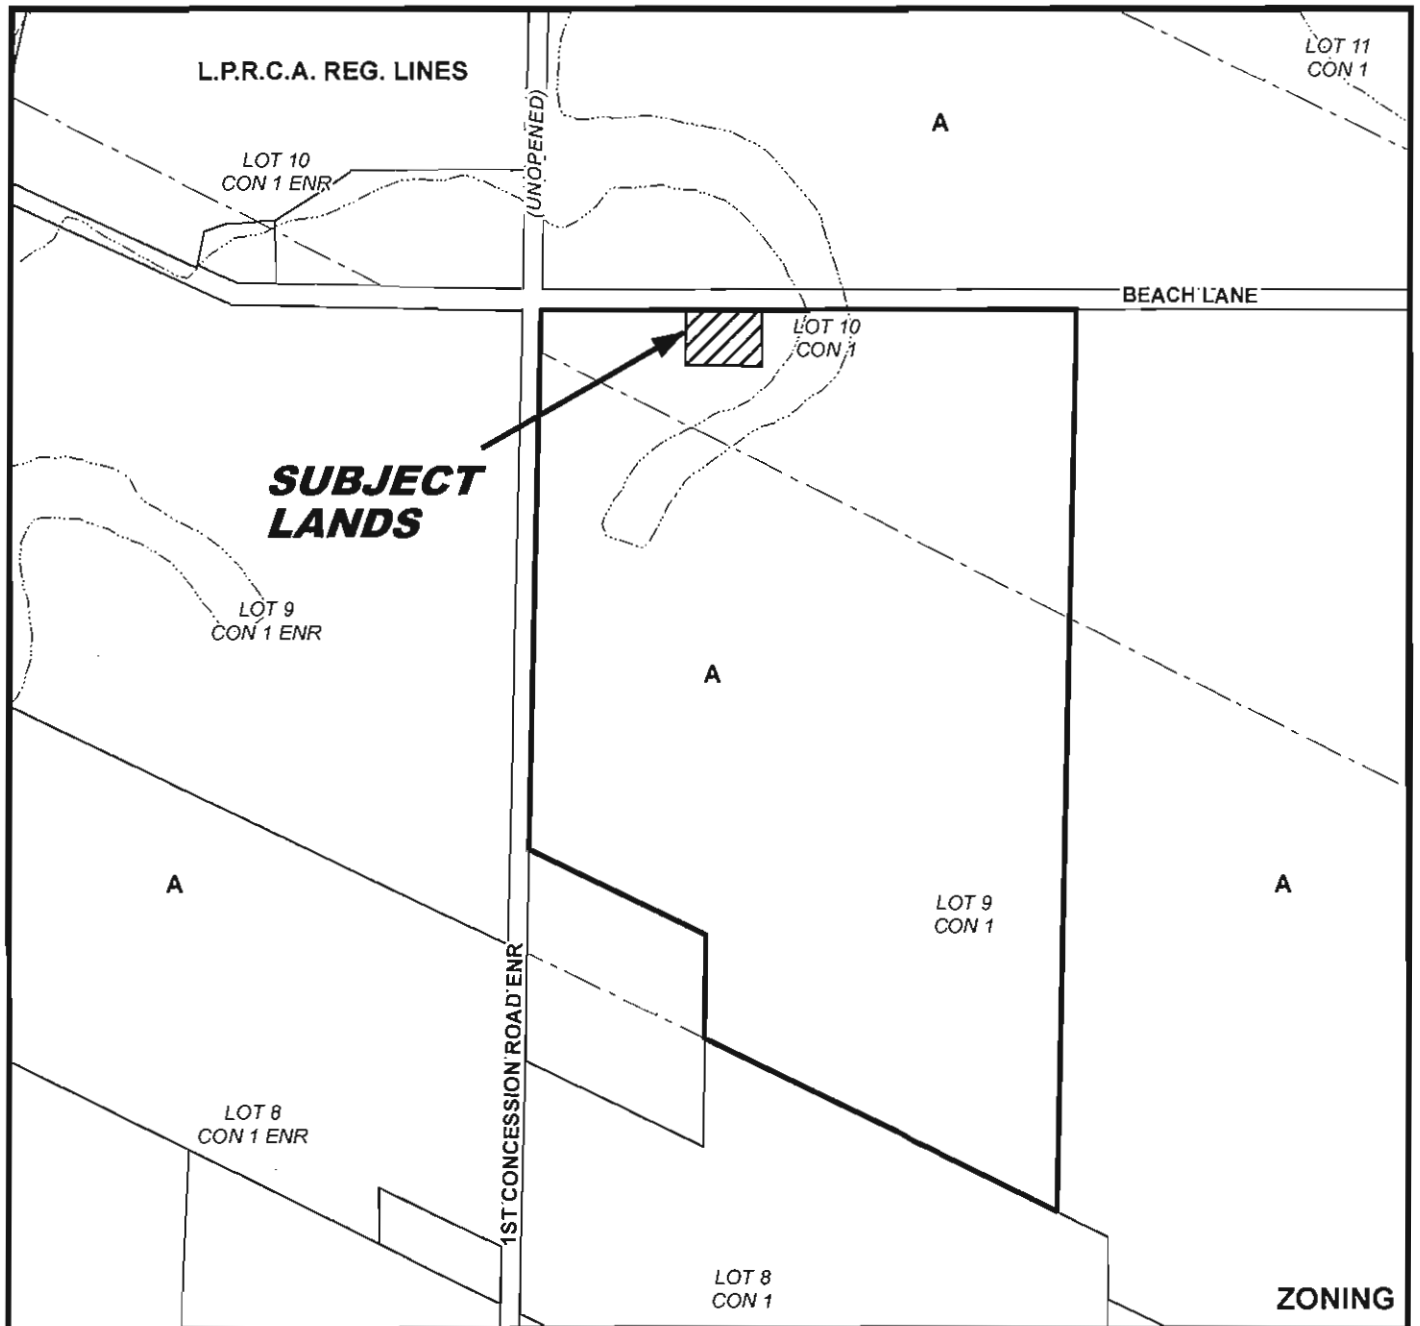 L.P.R.C.A. REG. LINES
LOT 11
CON 1
A
(UNOPENED)
LOT 10
CON 1 ENR
BEACH LANE
LOT 10
CON 1
SUBJECT
LANDS
LOT 9
CON 1 ENR
A
A
A
LOT 9
CON 1
1ST CONCESSION ROAD ENR
LOT 8
CON 1 ENR
LOT 8
CON 1
ZONING